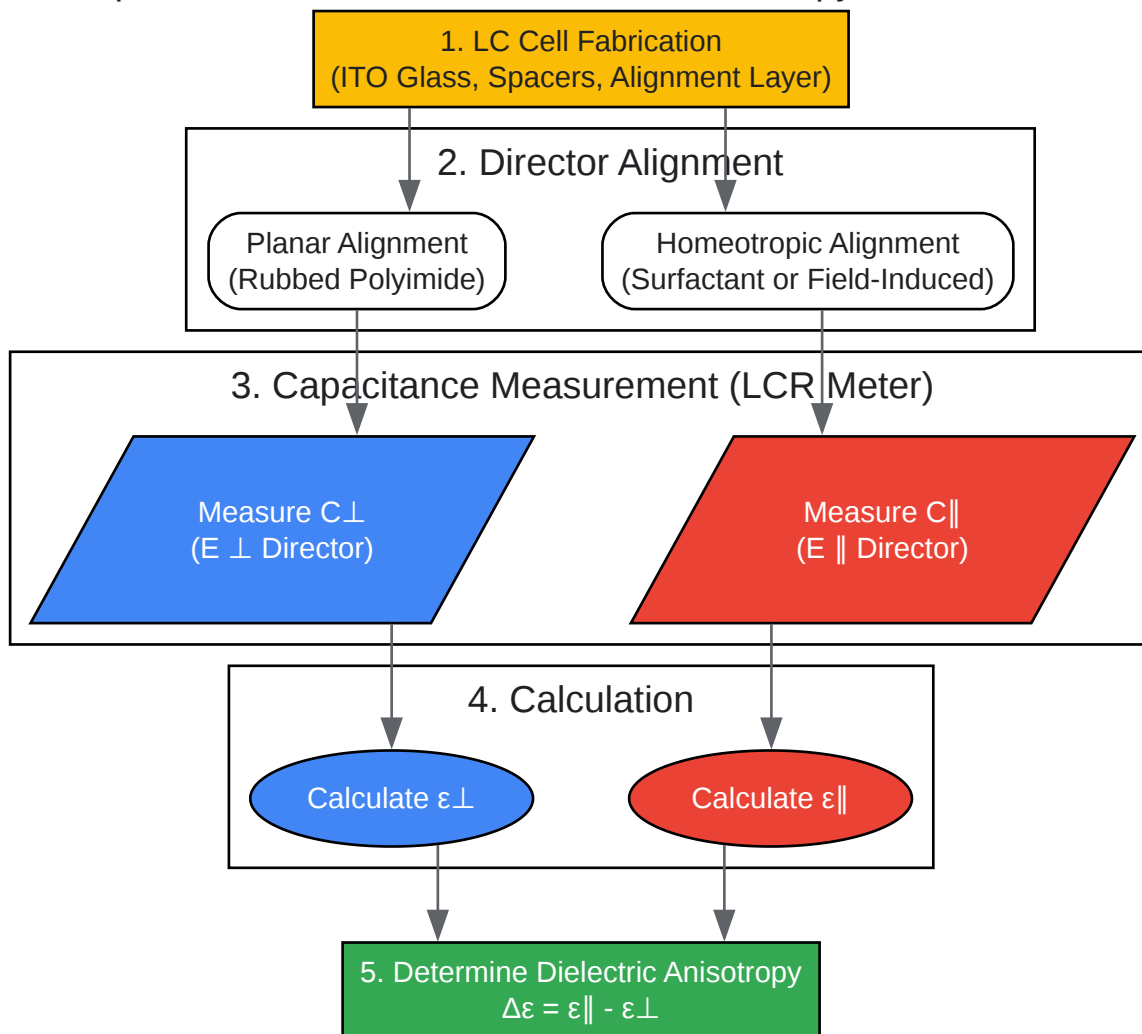 1. LC Cell Fabrication
(ITO Glass, Spacers, Alignment Layer)
2. Director Alignment
Planar Alignment
(Rubbed Polyimide)
Homeotropic Alignment
(Surfactant or Field-Induced)
3. Capacitance Measurement (LCR Meter)
Measure C⊥
(E ⊥ Director)
Measure C∥
(E ∥ Director)
4. Calculation
Calculate ε⊥
Calculate ε∥
5. Determine Dielectric Anisotropy
Δε = ε∥ - ε⊥